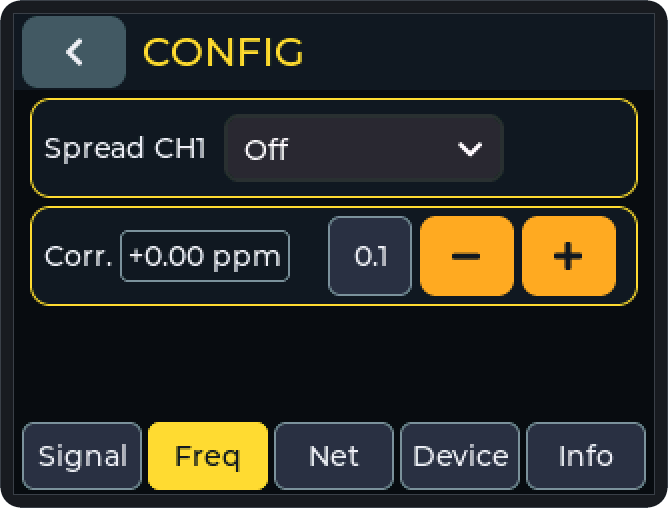 CONFIG
Spread CH1 Off
Corr. +0.00 ppm 0.1 − +
Signal Freq Net Device Info